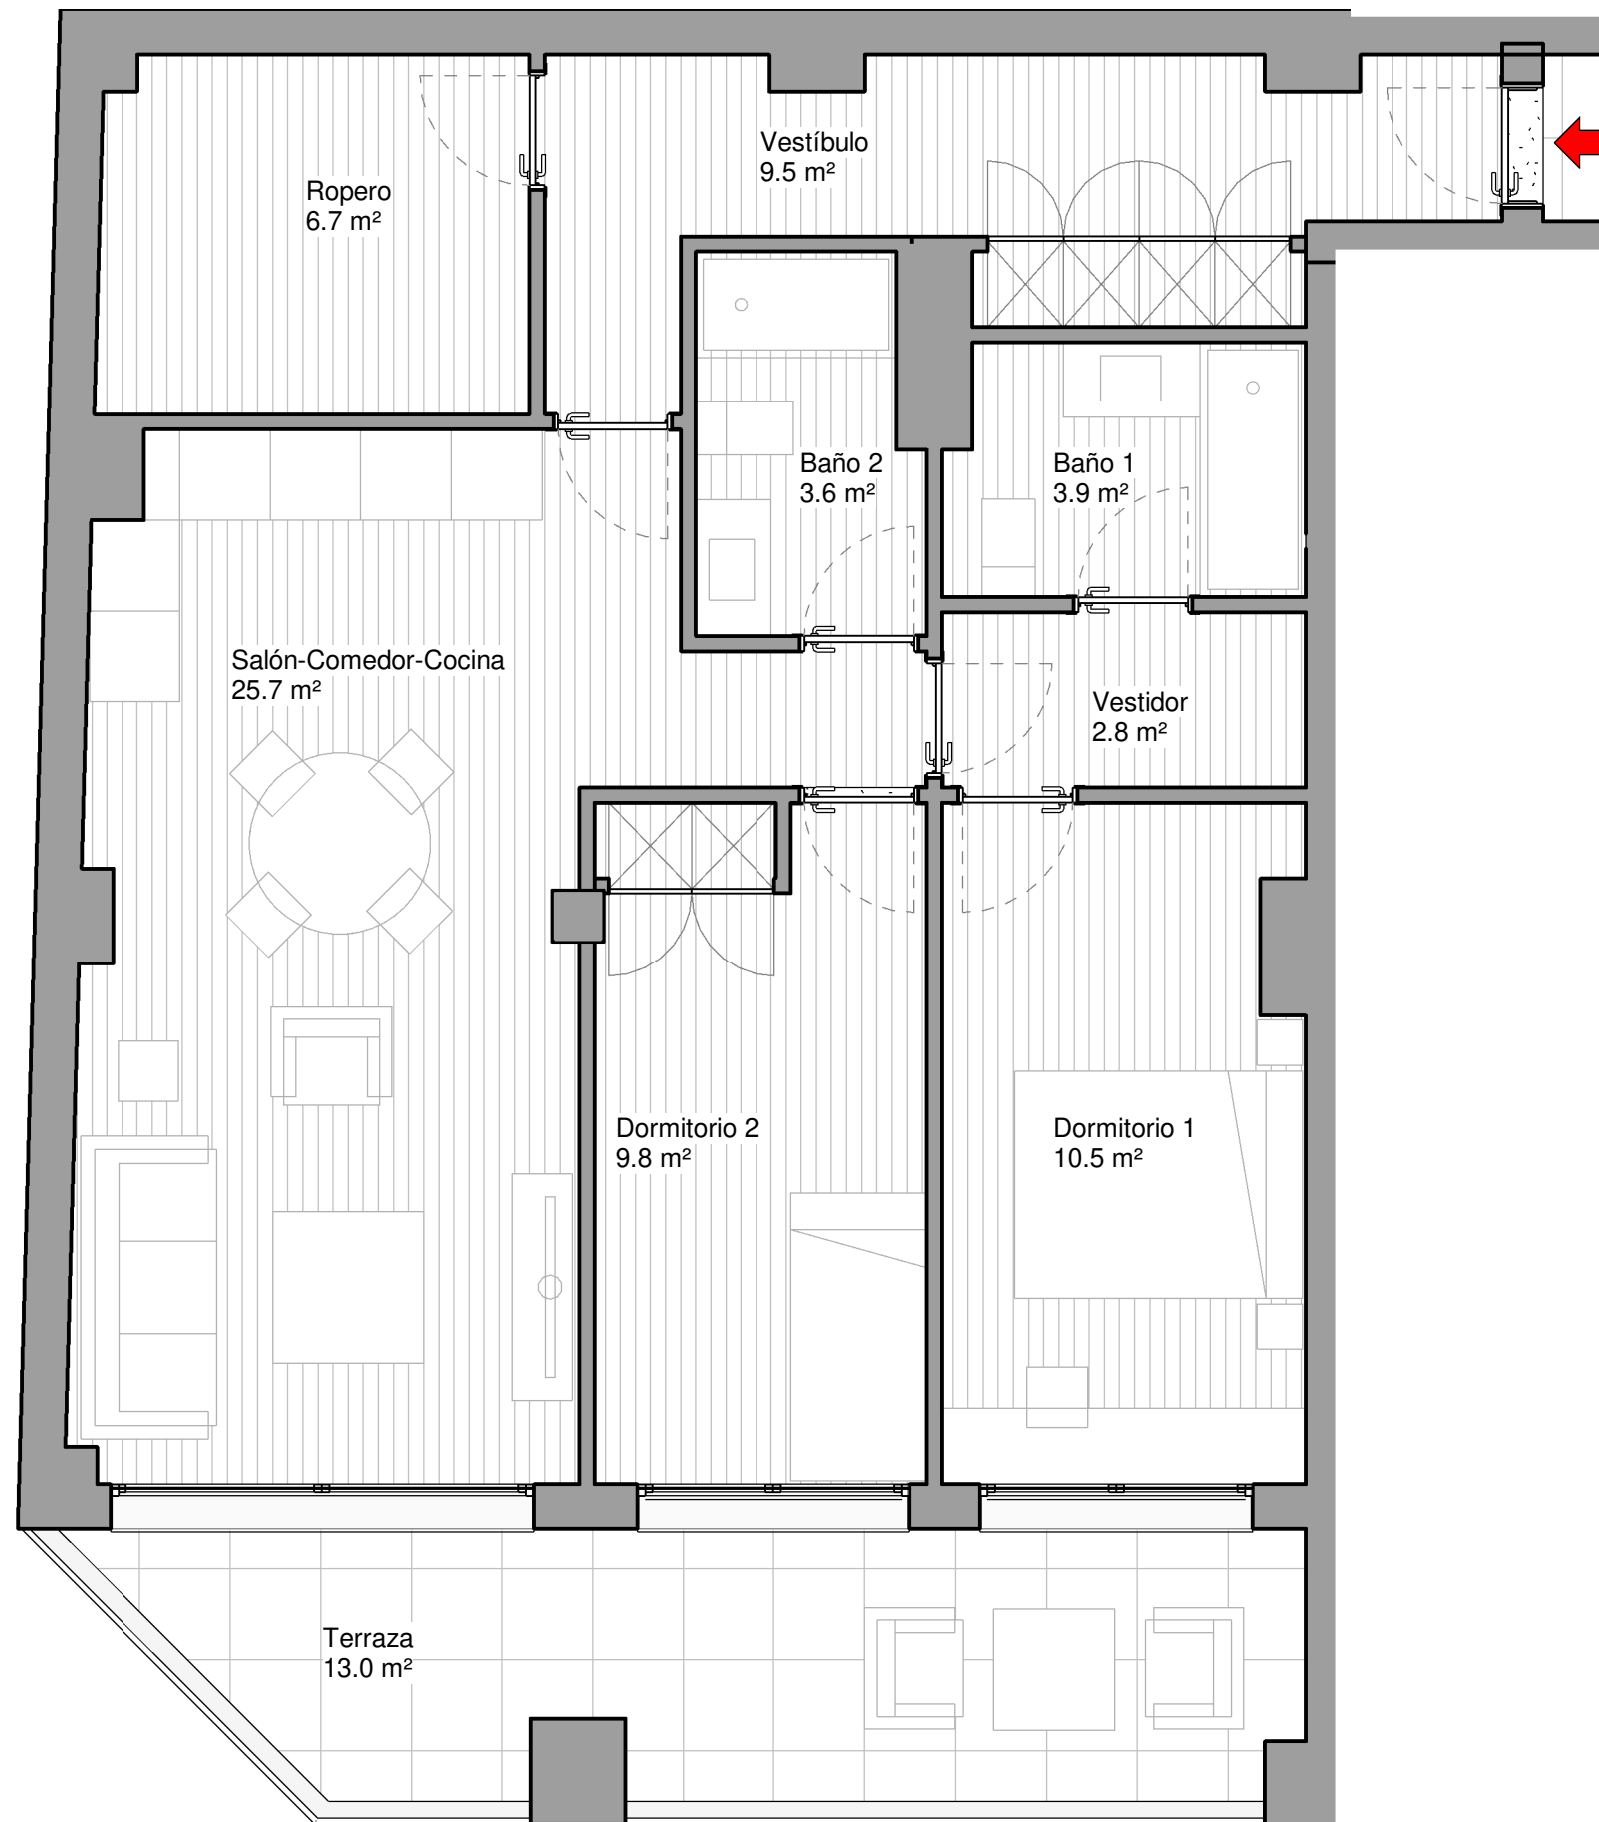 Vestíbulo
9.5 m²
Ropero
6.7 m²
Baño 2
3.6 m²
Baño 1
3.9 m²
Salón-Comedor-Cocina
25.7 m²
Vestidor
2.8 m²
Dormitorio 2
9.8 m²
Dormitorio 1
10.5 m²
Terraza
13.0 m²